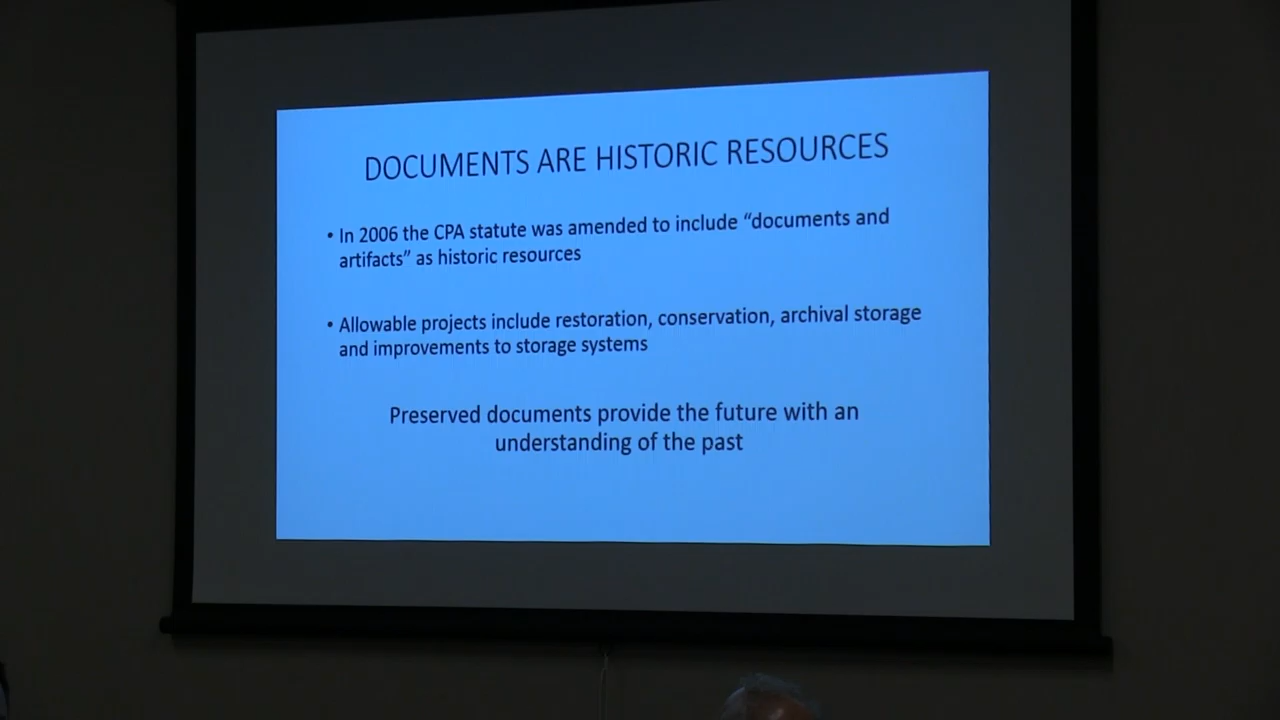 DOCUMENTS ARE HISTORIC RESOURCES
• In 2006 the CPA statute was amended to include “documents and
artifacts” as historic resources
• Allowable projects include restoration, conservation, archival storage
and improvements to storage systems
Preserved documents provide the future with an
understanding of the past